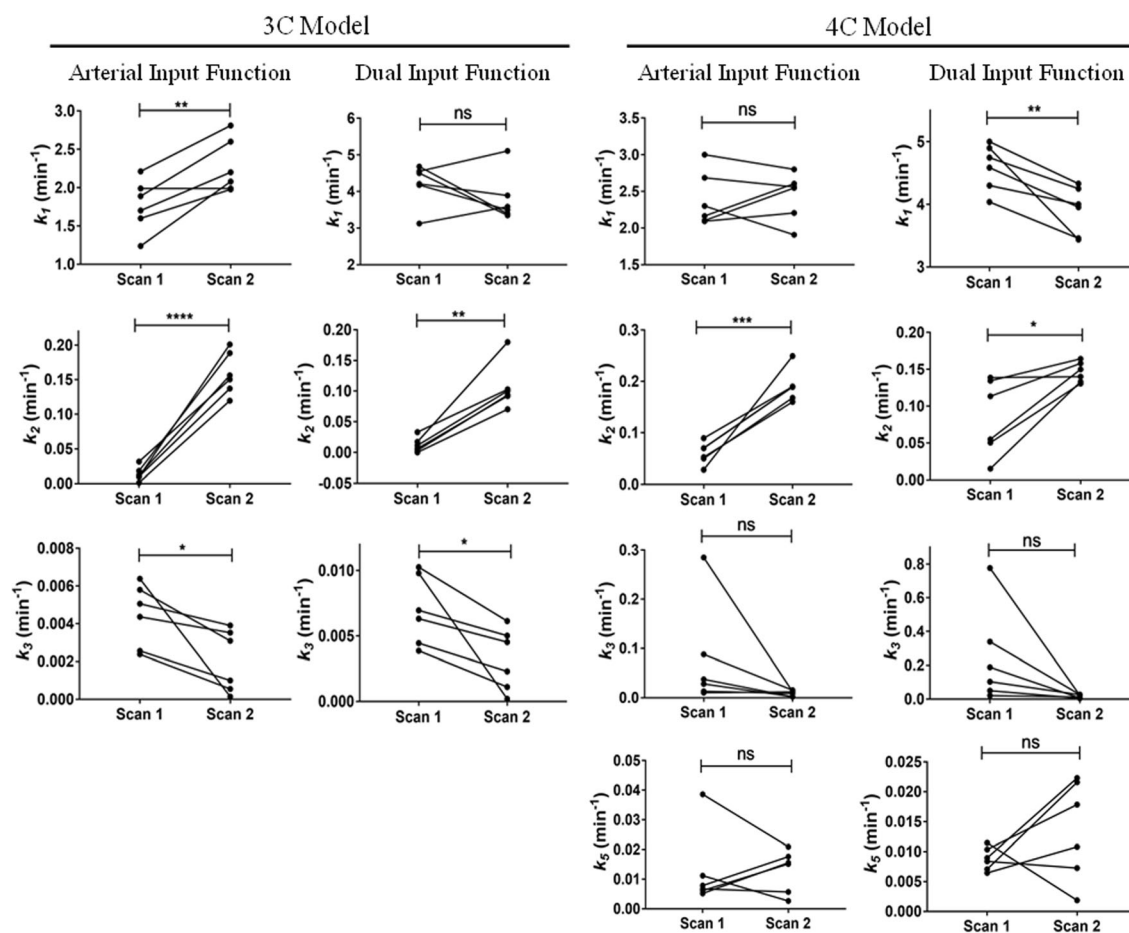 3C Model
4C Model
Arterial Input Function
Dual Input Function
Arterial Input Function
Dual Input Function
k1 (min-1)
3.0
2.5
2.0
1.5
1.0
**
Scan 1
Scan 2
k1 (min-1)
6
5
4
3
2
ns
Scan 1
Scan 2
k1 (min-1)
3.5
3.0
2.5
2.0
1.5
ns
Scan 1
Scan 2
k1 (min-1)
5
4
3
**
Scan 1
Scan 2
k2 (min-1)
0.20
0.15
0.10
0.05
0.00
****
Scan 1
Scan 2
k2 (min-1)
0.20
0.15
0.10
0.05
0.00
-0.05
**
Scan 1
Scan 2
k2 (min-1)
0.3
0.2
0.1
0.0
***
Scan 1
Scan 2
k2 (min-1)
0.20
0.15
0.10
0.05
0.00
*
Scan 1
Scan 2
k3 (min-1)
0.008
0.006
0.004
0.002
0.000
*
Scan 1
Scan 2
k3 (min-1)
0.010
0.005
0.000
*
Scan 1
Scan 2
k3 (min-1)
0.3
0.2
0.1
0.0
ns
Scan 1
Scan 2
k3 (min-1)
0.8
0.6
0.4
0.2
0.0
ns
Scan 1
Scan 2
k5 (min-1)
0.05
0.04
0.03
0.02
0.01
0.00
ns
Scan 1
Scan 2
k5 (min-1)
0.025
0.020
0.015
0.010
0.005
0.000
ns
Scan 1
Scan 2